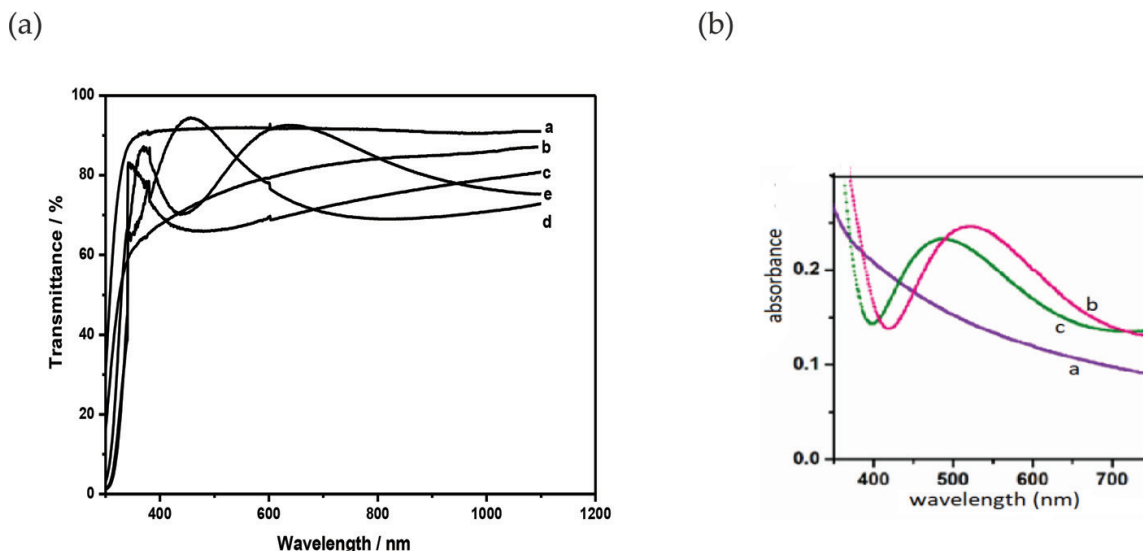 (a)
(b)
100
80
60
40
20
0
Transmittance / %
a
b
c
e
d
400
600
800
1000
1200
Wavelength / nm
absorbance
0.2
0.1
0.0
b
c
a
400
500
600
700
wavelength (nm)